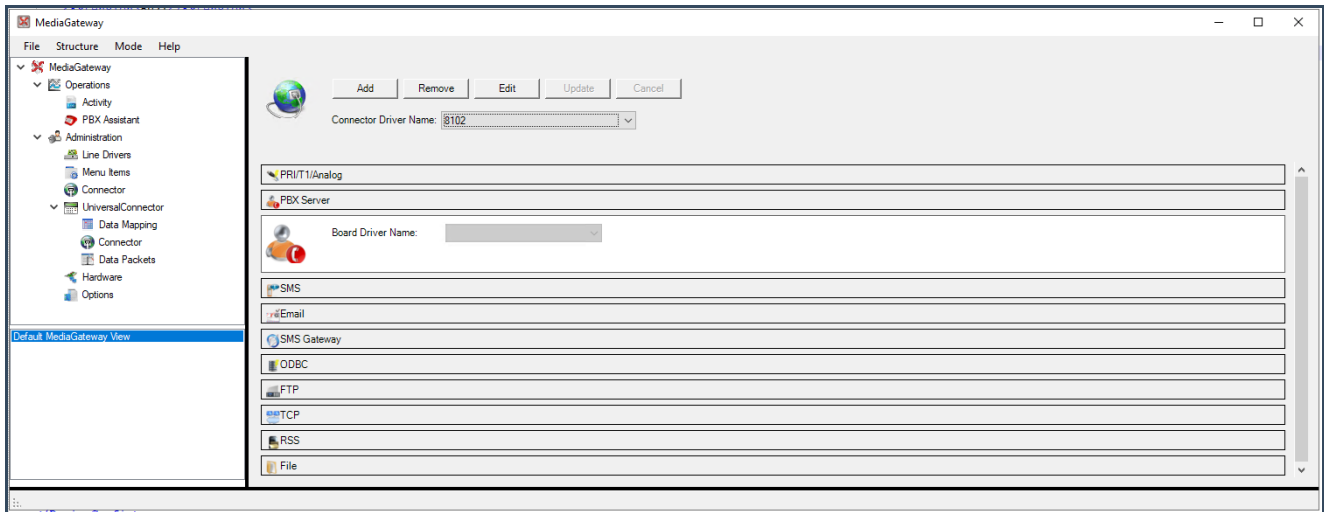 MediaGateway
File Structure Mode Help
MediaGateway
Operations
Activity
PBX Assistant
Administration
Line Drivers
Menu Items
Connector
UniversalConnector
Data Mapping
Connector
Data Packets
Hardware
Options
Default MediaGateway View
Add Remove Edit Update Cancel
Connector Driver Name: 8102
PRI/T1/Analog
PBX Server
Board Driver Name:
SMS
Email
SMS Gateway
ODBC
FTP
TCP
RSS
File